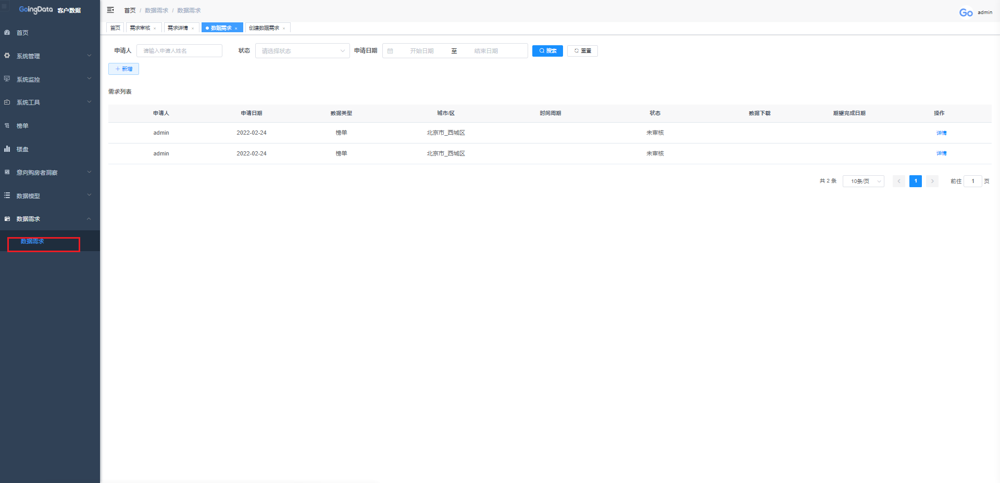 GoingData 客户数据
首页 / 数据需求 / 数据需求
admin
首页 需求审核 × 需求详情 × 数据需求 × 创建数据需求 ×
首页
系统管理
系统监控
系统工具
榜单
楼盘
意向购房者洞察
数据模型
数据需求
数据需求
申请人 请输入申请人姓名 状态 请选择状态 申请日期 开始日期 至 结束日期 搜索 重置
+ 新增
需求列表
申请人 申请日期 数据类型 城市/区 时间周期 状态 数据下载 期望完成日期 操作
admin 2022-02-24 榜单 北京市_西城区 未审核 详情
admin 2022-02-24 榜单 北京市_西城区 未审核 详情
共 2 条 10条/页 < 1 > 前往 1 页